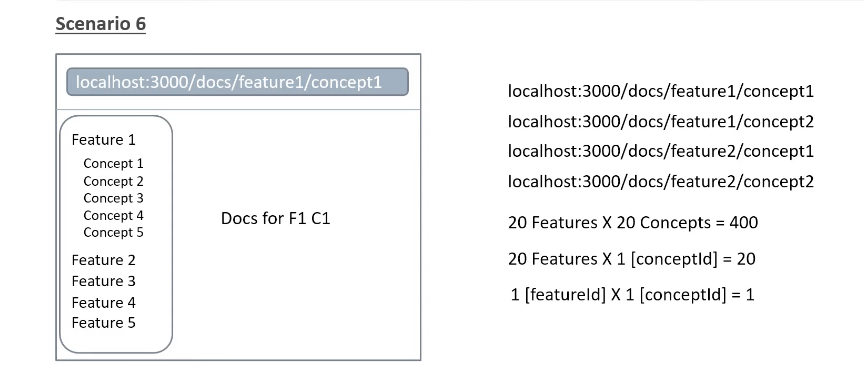 Scenario 6
localhost:3000/docs/feature1/concept1
Feature 1
Concept 1
Concept 2
Concept 3
Concept 4
Concept 5
Feature 2
Feature 3
Feature 4
Feature 5
Docs for F1 C1
localhost:3000/docs/feature1/concept1
localhost:3000/docs/feature1/concept2
localhost:3000/docs/feature2/concept1
localhost:3000/docs/feature2/concept2
20 Features X 20 Concepts = 400
20 Features X 1 [conceptId] = 20
1 [featureId] X 1 [conceptId] = 1